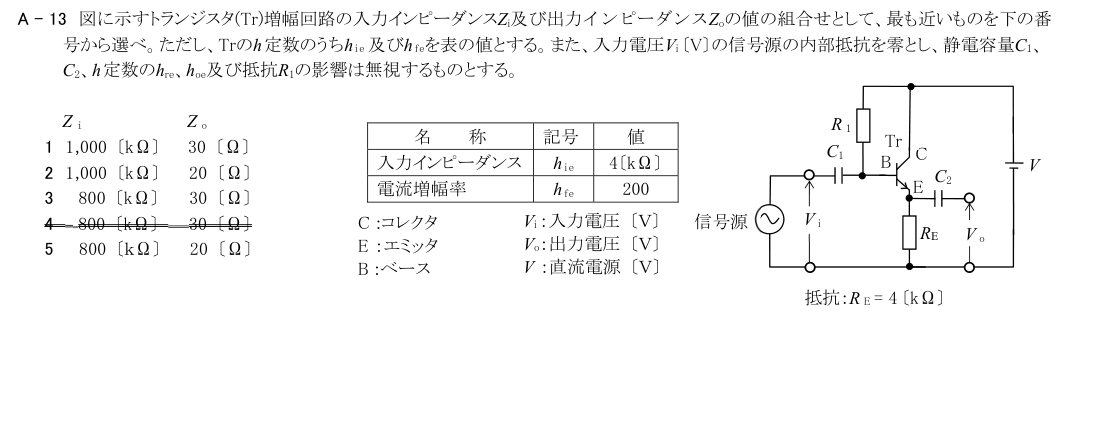 A - 13 図に示すトランジスタ(Tr)増幅回路の入力インピーダンスZi及び出力インピーダンスZoの値の組合せとして、最も近いものを下の番
号から選べ。ただし、Trのh定数のうちhie及びhfeを表の値とする。また、入力電圧Vi〔V〕の信号源の内部抵抗を零とし、静電容量C1、
C2、h定数のhre、hoe及び抵抗R1の影響は無視するものとする。
Zi Zo
1 1,000 〔kΩ〕 30 〔Ω〕
2 1,000 〔kΩ〕 20 〔Ω〕
3 800 〔kΩ〕 30 〔Ω〕
4 800 〔kΩ〕 30 〔Ω〕
5 800 〔kΩ〕 20 〔Ω〕
名 称 記号 値
入力インピーダンス hie 4〔kΩ〕
電流増幅率 hfe 200
C：コレクタ Vi：入力電圧〔V〕
E：エミッタ Vo：出力電圧〔V〕
B：ベース V：直流電源〔V〕
R1
Tr
C1
B
C
E
C2
V
信号源
Vi
RE
Vo
抵抗：RE = 4〔kΩ〕